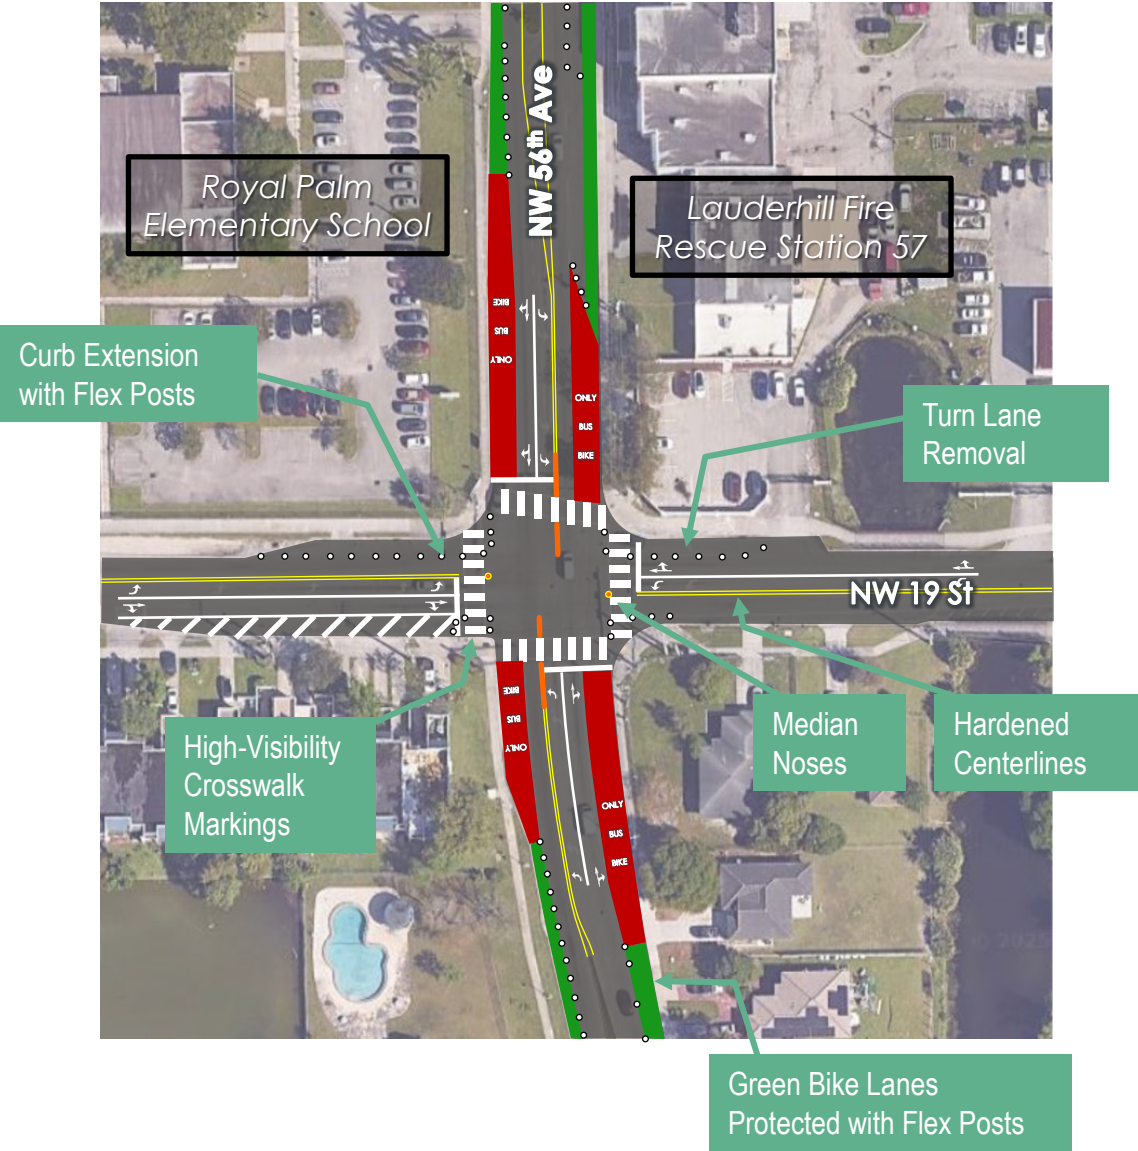 NW 56th Ave
Royal Palm
Elementary School
Lauderhill Fire
Rescue Station 57
BIKE
BUS
ONLY
Curb Extension
with Flex Posts
ONLY
BUS
BIKE
Turn Lane
Removal
NW 19 St
BIKE
BUS
ONLY
High-Visibility
Crosswalk
Markings
Median
Noses
Hardened
Centerlines
ONLY
BUS
BIKE
Green Bike Lanes
Protected with Flex Posts